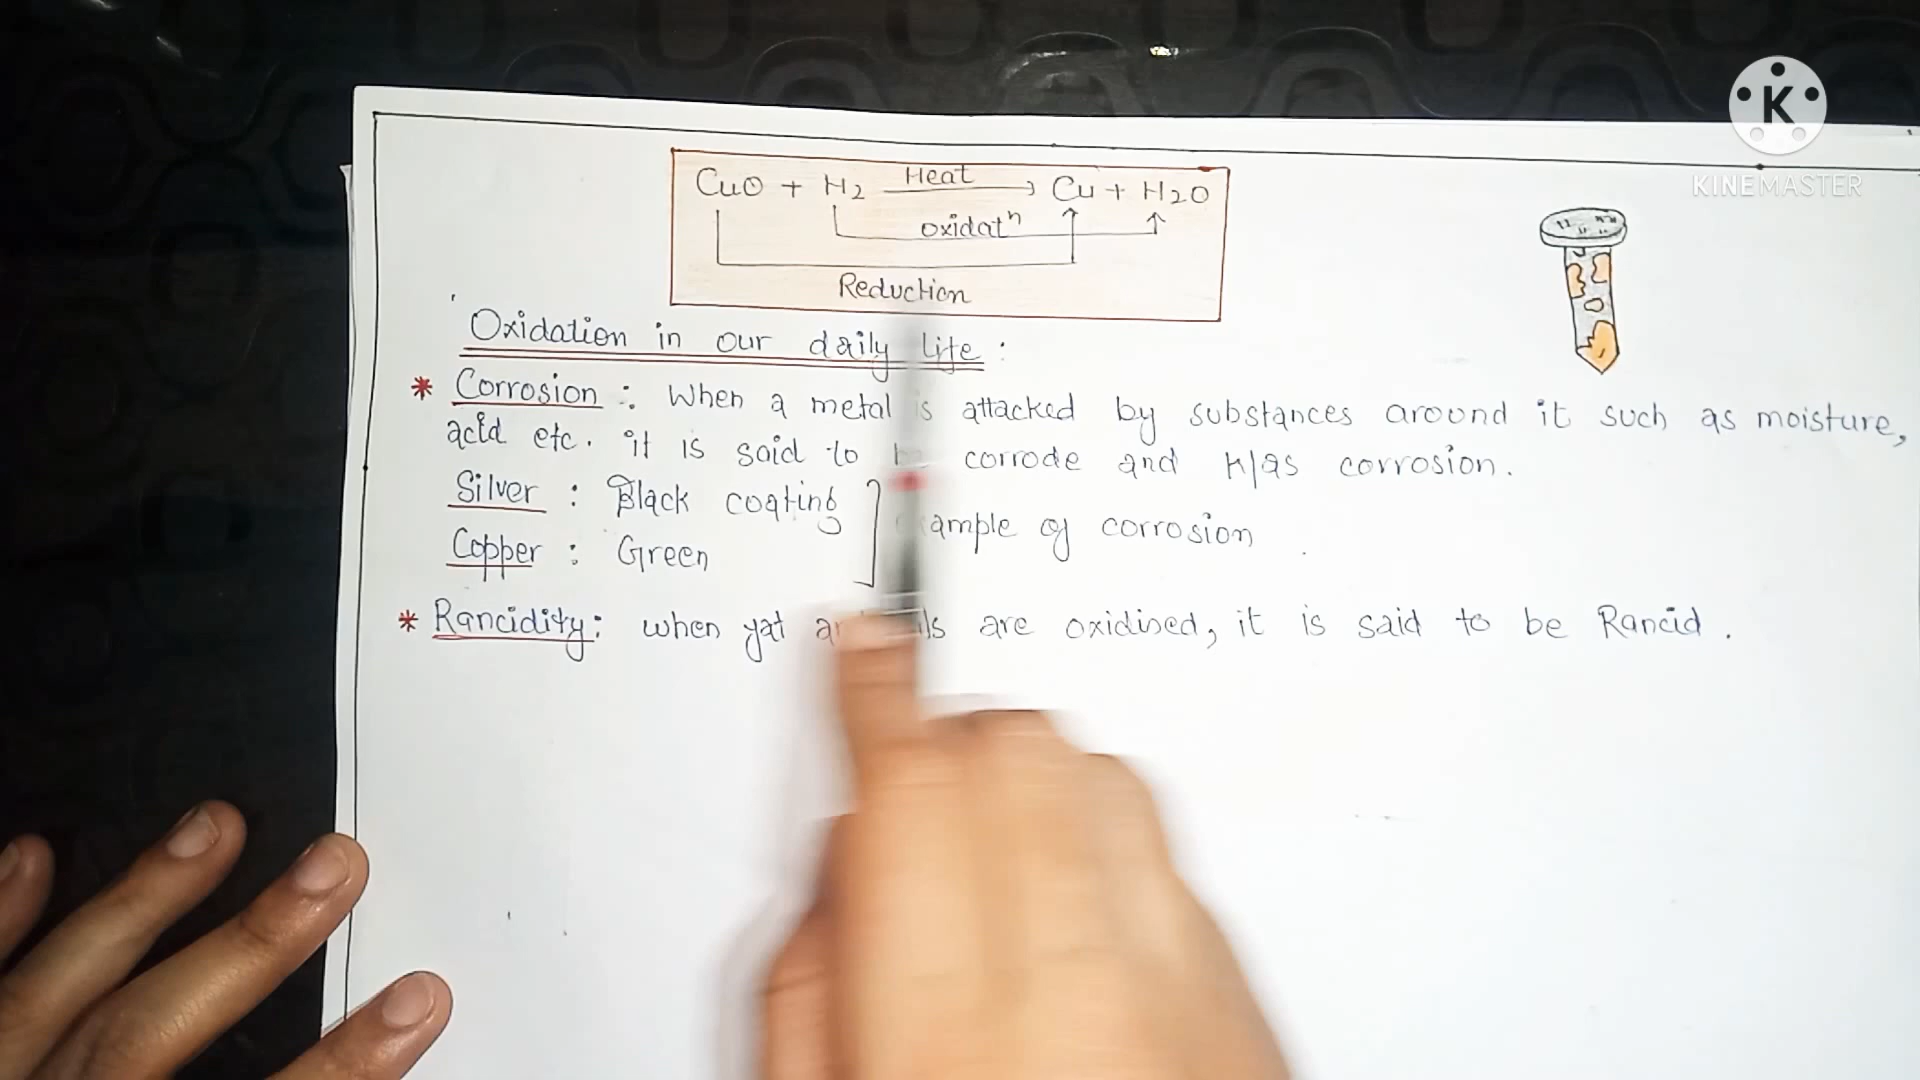 CuO + H2 Heat Cu + H2O
oxidatn
Reduction
Oxidation in our daily life :
* Corrosion : When a metal is attacked by substances around it such as moisture,
acid etc. it is said to corrode and K/as corrosion.
Silver : Black coating
example of corrosion
Copper : Green
* Rancidity : when fat are oxidised, it is said to be Rancid .
K
KINEMASTER